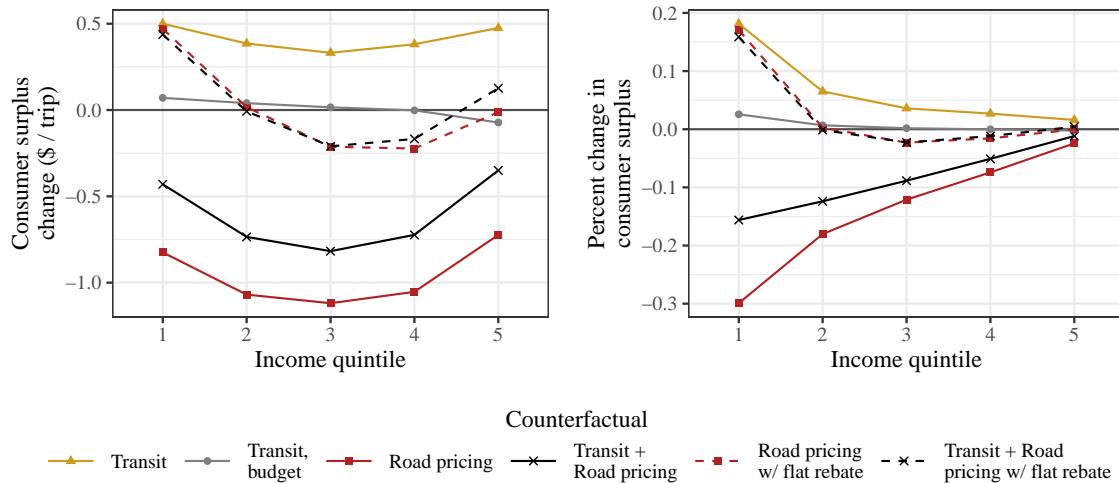 Consumer surplus
change ($ / trip)
0.5
0.0
−0.5
−1.0
1 2 3 4 5
Income quintile
Percent change in
consumer surplus
0.2
0.1
0.0
−0.1
−0.2
−0.3
1 2 3 4 5
Income quintile
Counterfactual
Transit
Transit,
budget
Road pricing
Transit +
Road pricing
Road pricing
w/ flat rebate
Transit + Road
pricing w/ flat rebate